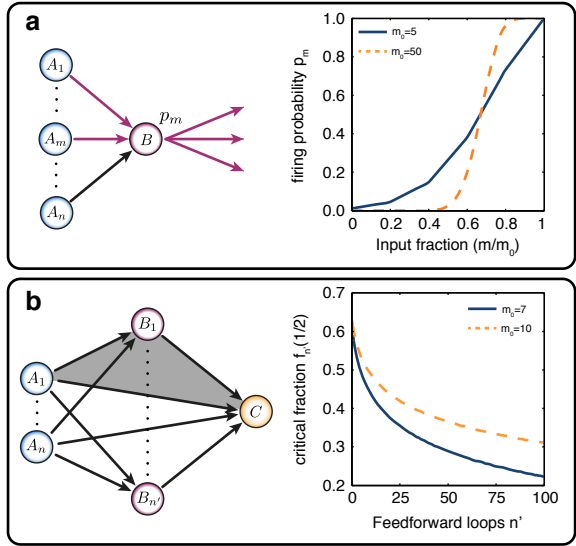 a
A₁
Aₘ
Aₙ
B
pₘ
firing probability pₘ
1.0
0.8
0.6
0.4
0.2
0.0
m₀=5
m₀=50
0 0.2 0.4 0.6 0.8 1
Input fraction (m/m₀)
b
A₁
Aₙ
B₁
Bₙ'
C
critical fraction fₙ'(1/2)
0.7
0.6
0.5
0.4
0.3
0.2
m₀=7
m₀=10
0 25 50 75 100
Feedforward loops n'